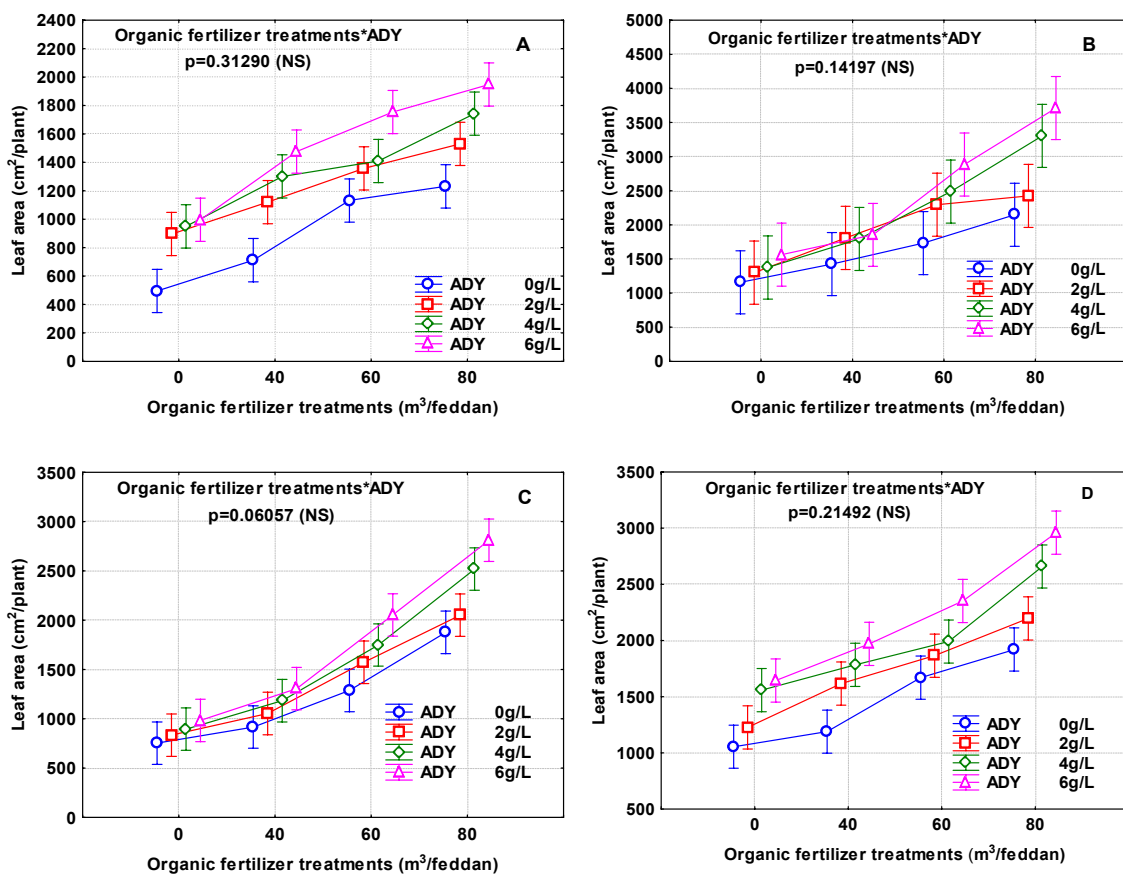 Organic fertilizer treatments*ADY
p=0.31290 (NS)
A
Leaf area (cm²/plant)
2400
2200
2000
1800
1600
1400
1200
1000
800
600
400
200
0
ADY 0g/L
ADY 2g/L
ADY 4g/L
ADY 6g/L
0 40 60 80
Organic fertilizer treatments (m³/feddan)
Organic fertilizer treatments*ADY
p=0.14197 (NS)
B
Leaf area (cm²/plant)
5000
4500
4000
3500
3000
2500
2000
1500
1000
500
0
ADY 0g/L
ADY 2g/L
ADY 4g/L
ADY 6g/L
0 40 60 80
Organic fertilizer treatments (m³/feddan)
Organic fertilizer treatments*ADY
p=0.06057 (NS)
C
Leaf area (cm²/plant)
3500
3000
2500
2000
1500
1000
500
0
ADY 0g/L
ADY 2g/L
ADY 4g/L
ADY 6g/L
0 40 60 80
Organic fertilizer treatments (m³/feddan)
Organic fertilizer treatments*ADY
p=0.21492 (NS)
D
Leaf area (cm²/plant)
3500
3000
2500
2000
1500
1000
500
ADY 0g/L
ADY 2g/L
ADY 4g/L
ADY 6g/L
0 40 60 80
Organic fertilizer treatments (m³/feddan)